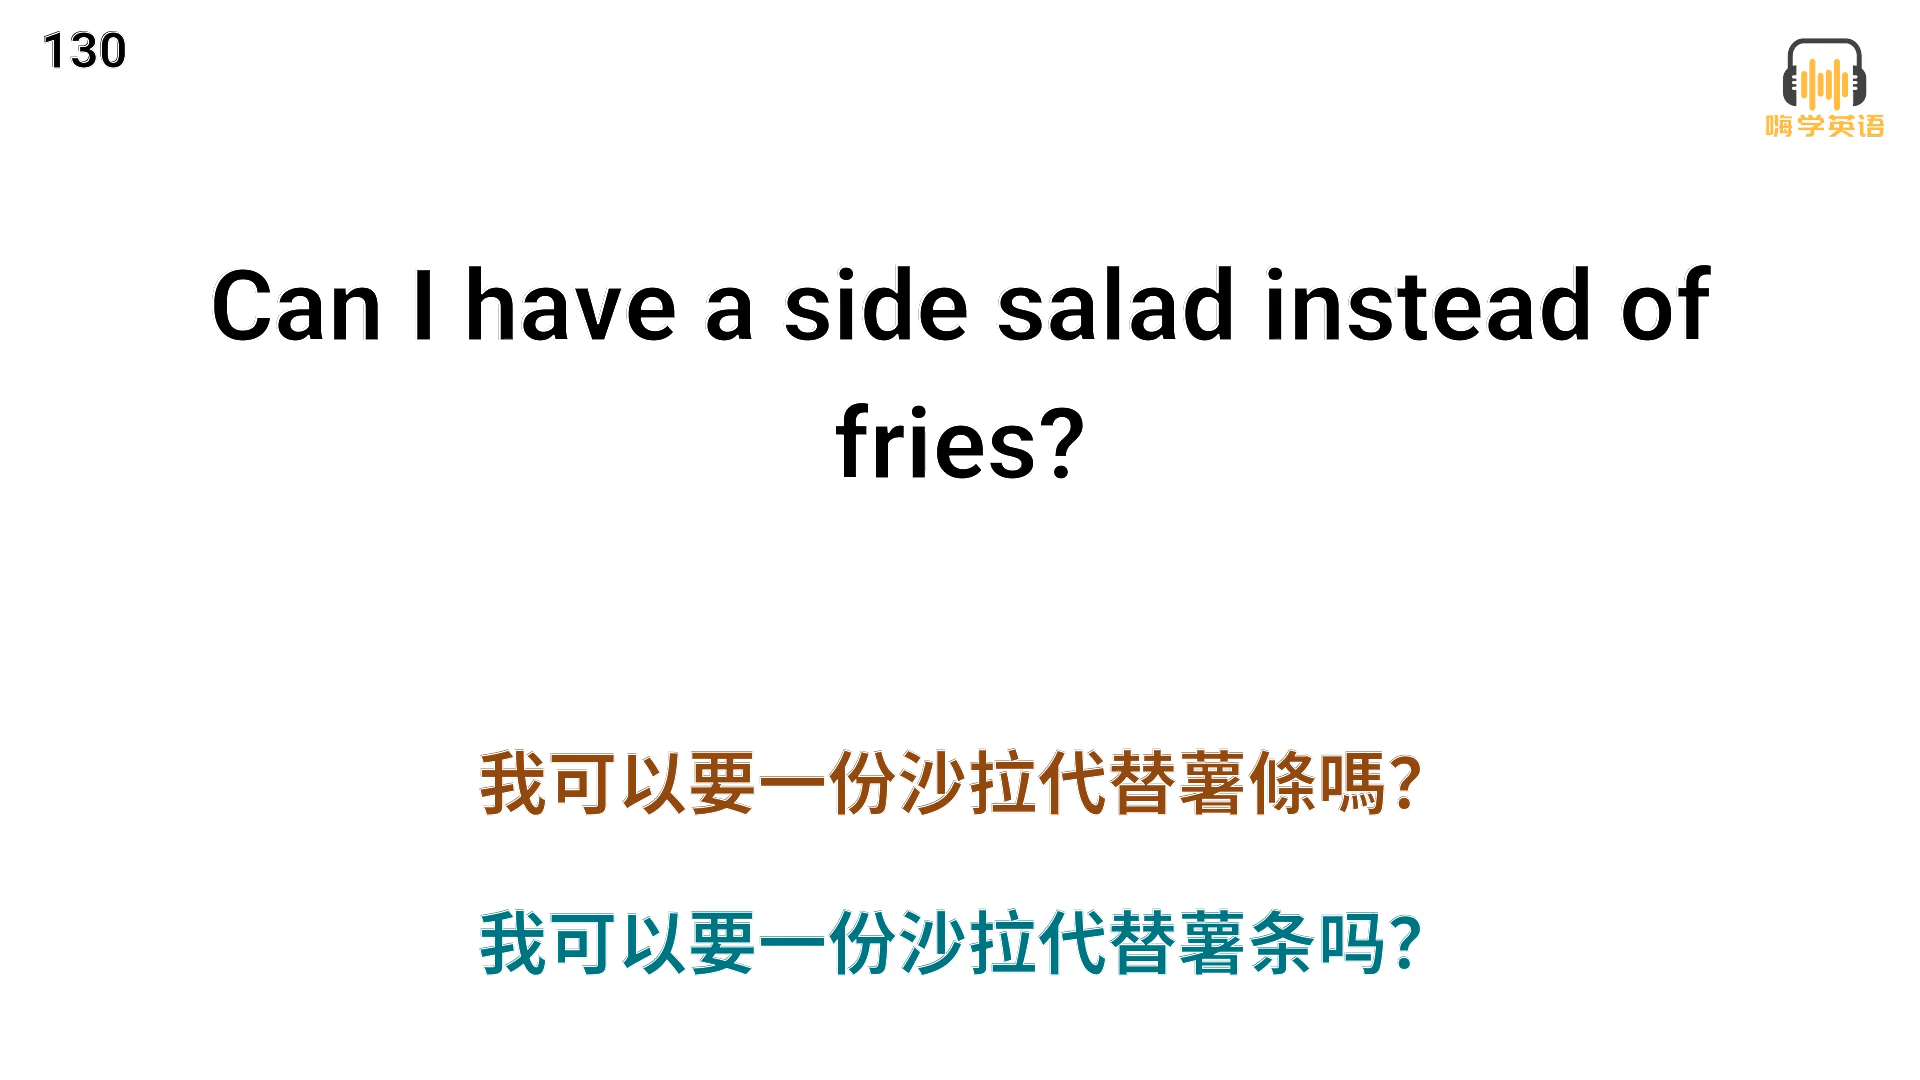 130
嗨学英语
Can I have a side salad instead of
fries?
我可以要一份沙拉代替薯條嗎?
我可以要一份沙拉代替薯条吗?